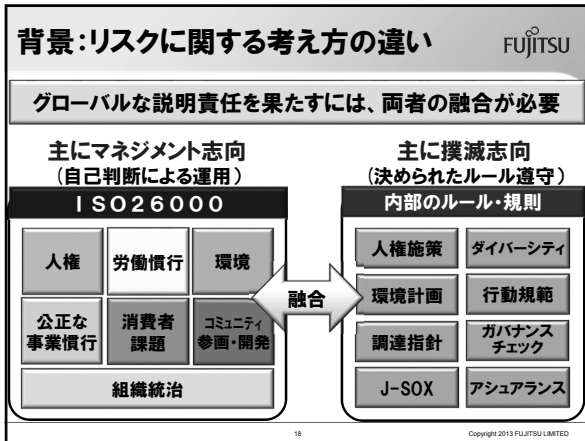 背景:リスクに関する考え方の違い
FUJITSU
グローバルな説明責任を果たすには、両者の融合が必要
主にマネジメント志向
(自己判断による運用)
ISO26000
人権
労働慣行
環境
公正な
事業慣行
消費者
課題
コミュニティ
参画・開発
組織統治
融合
主に撲滅志向
(決められたルール遵守)
内部のルール・規則
人権施策
ダイバーシティ
環境計画
行動規範
調達指針
ガバナンス
チェック
J-SOX
アシュアランス
18
Copyright 2013 FUJITSU LIMITED